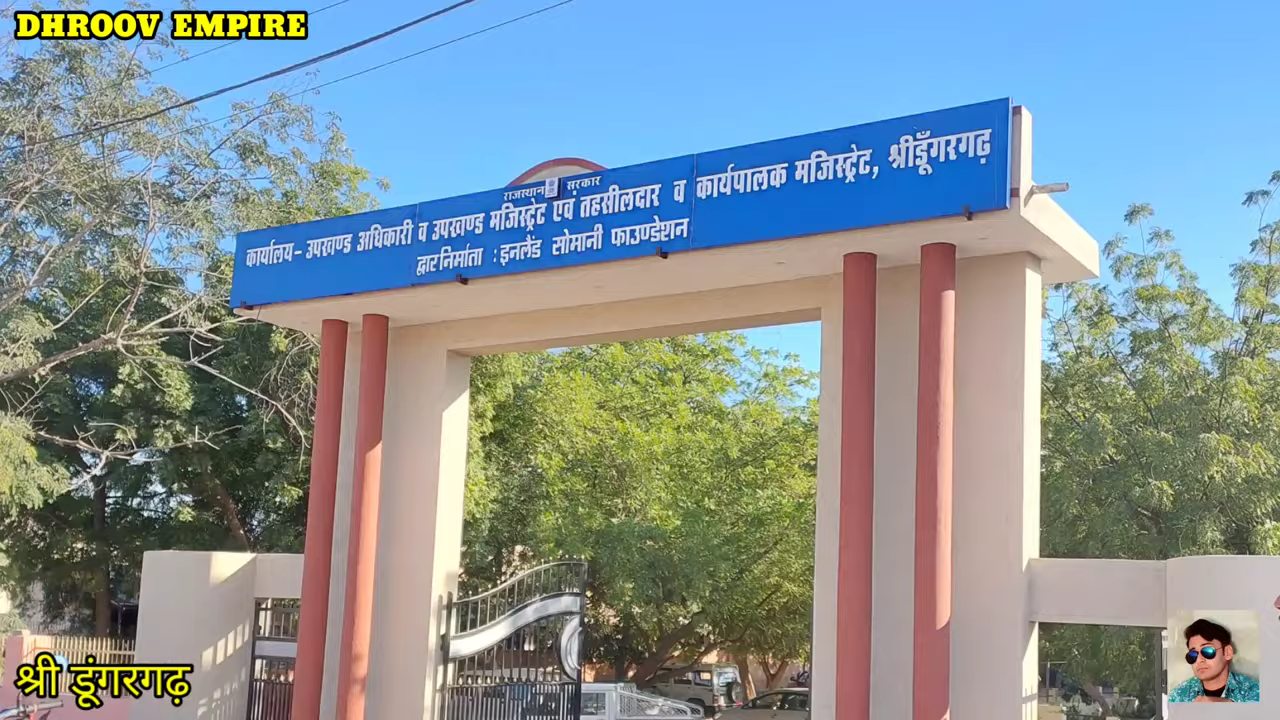 DHROOV EMPIRE
राजस्थान सरकार
कार्यालय- उपखण्ड अधिकारी व उपखण्ड मजिस्ट्रेट एवं तहसीलदार व कार्यपालक मजिस्ट्रेट, श्रीडूँगरगढ़
द्वार निर्माता : इनलैंड सोमानी फाउण्डेशन
श्री डूंगरगढ़